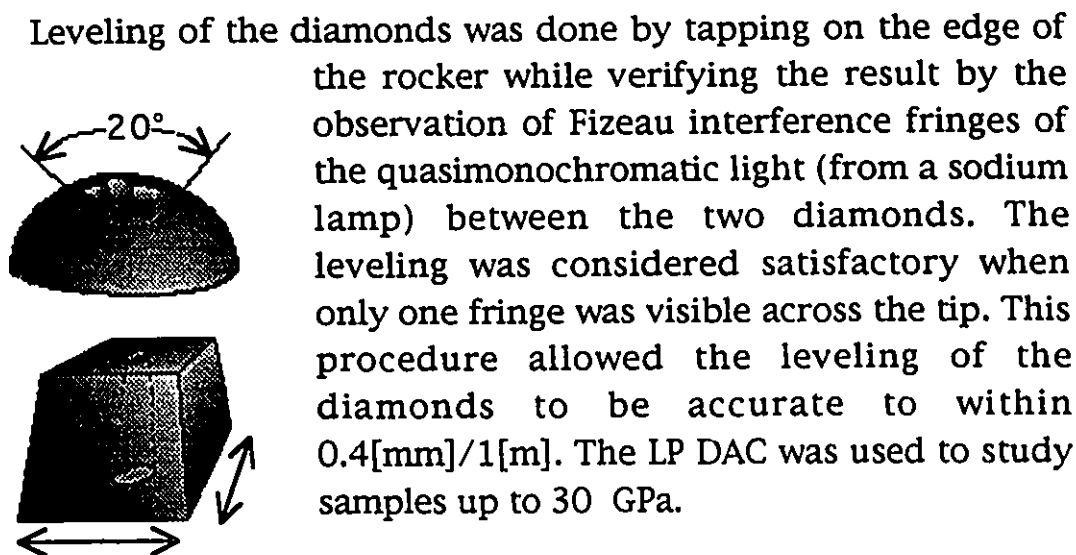 Leveling of the diamonds was done by tapping on the edge of
the rocker while verifying the result by the
20°
observation of Fizeau interference fringes of
the quasimonochromatic light (from a sodium
lamp) between the two diamonds. The
leveling was considered satisfactory when
only one fringe was visible across the tip. This
procedure allowed the leveling of the
diamonds to be accurate to within
0.4[mm]/1[m]. The LP DAC was used to study
samples up to 30 GPa.